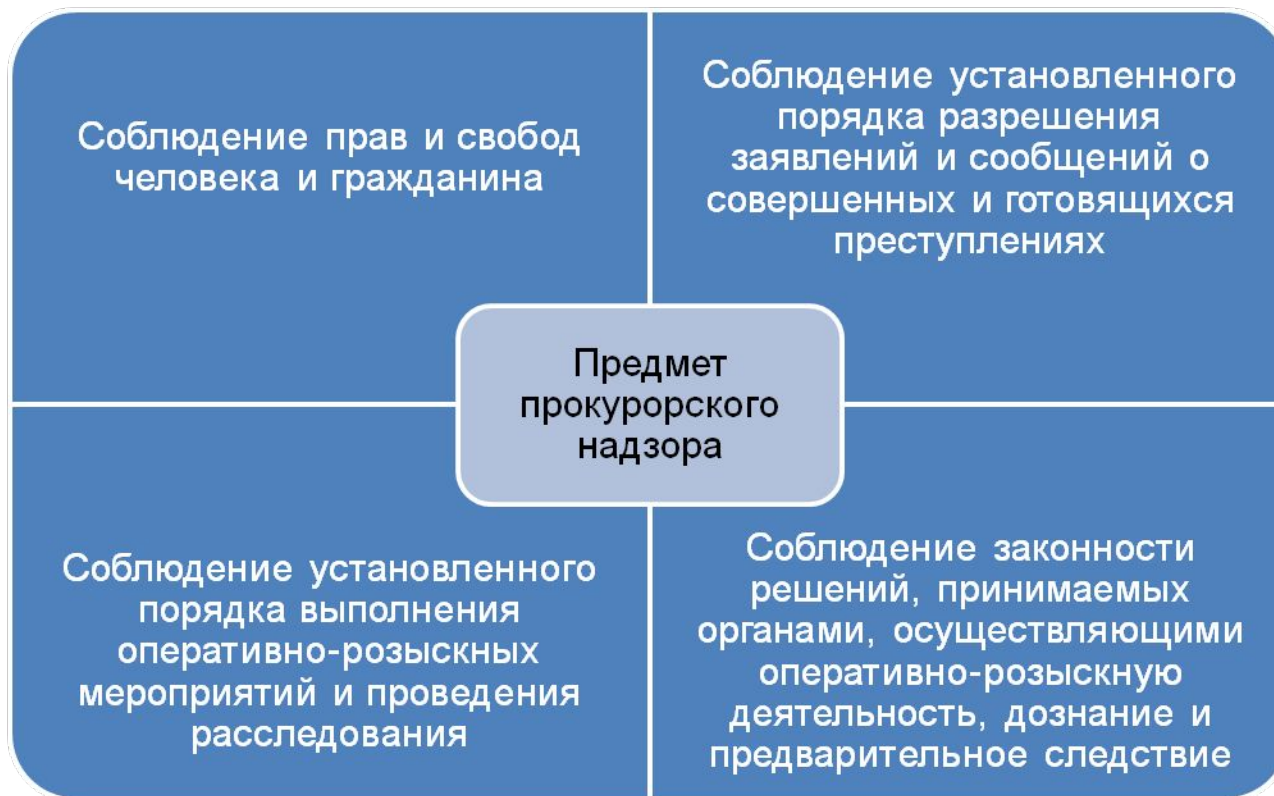 Соблюдение прав и свобод
человека и гражданина
Соблюдение установленного
порядка разрешения
заявлений и сообщений о
совершенных и готовящихся
преступлениях
Предмет
прокурорского
надзора
Соблюдение установленного
порядка выполнения
оперативно-розыскных
мероприятий и проведения
расследования
Соблюдение законности
решений, принимаемых
органами, осуществляющими
оперативно-розыскную
деятельность, дознание и
предварительное следствие